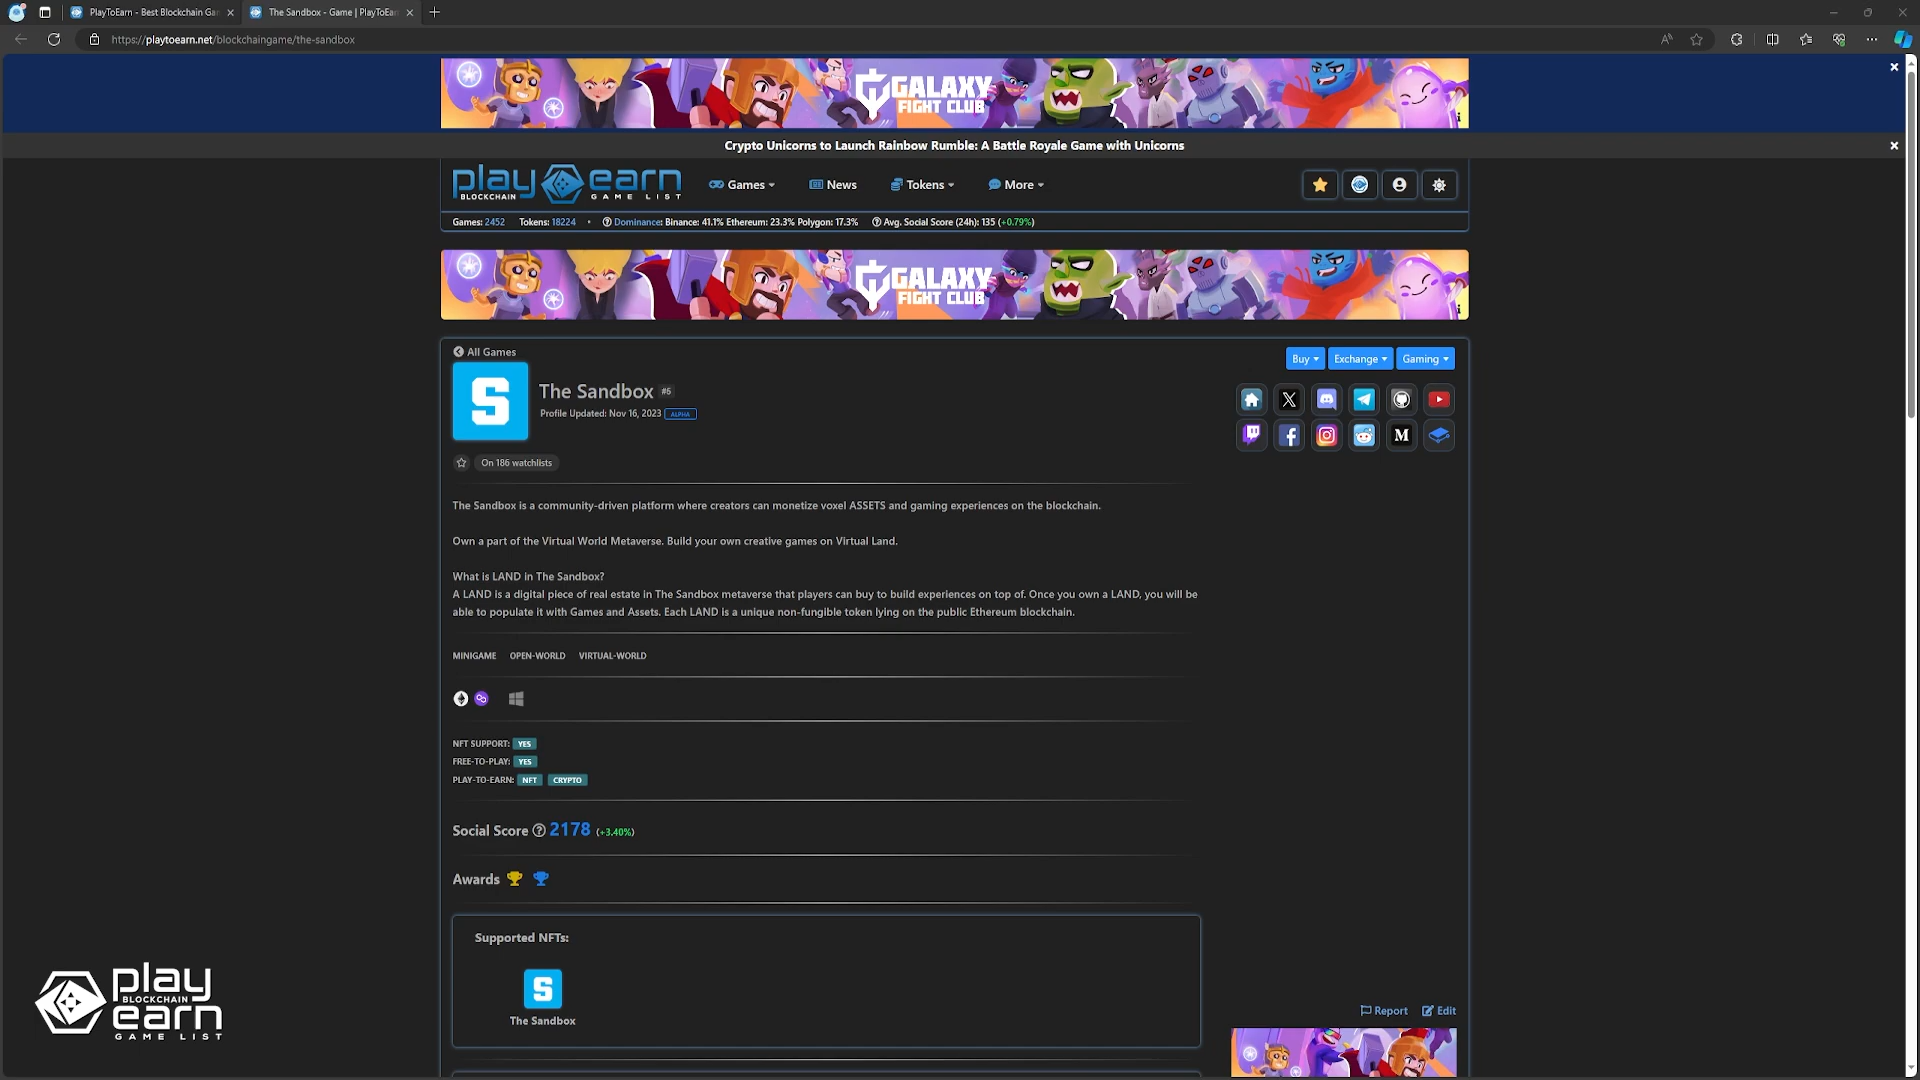 PlayToEarn - Best Blockchain Gam
The Sandbox - Game | PlayToEarn
https://playtoearn.net/blockchaingame/the-sandbox
GALAXY
FIGHT CLUB
Crypto Unicorns to Launch Rainbow Rumble: A Battle Royale Game with Unicorns
play earn
BLOCKCHAIN GAME LIST
Games
News
Tokens
More
Games: 2452 Tokens: 18224 • Dominance: Binance: 41.1% Ethereum: 23.3% Polygon: 17.3% Avg. Social Score (24h): 135 (+0.79%)
GALAXY
FIGHT CLUB
All Games
Buy
Exchange
Gaming
The Sandbox #6
Profile Updated: Nov 16, 2023 ALPHA
On 186 watchlists
The Sandbox is a community-driven platform where creators can monetize voxel ASSETS and gaming experiences on the blockchain.
Own a part of the Virtual World Metaverse. Build your own creative games on Virtual Land.
What is LAND in The Sandbox?
A LAND is a digital piece of real estate in The Sandbox metaverse that players can buy to build experiences on top of. Once you own a LAND, you will be
able to populate it with Games and Assets. Each LAND is a unique non-fungible token lying on the public Ethereum blockchain.
MINIGAME OPEN-WORLD VIRTUAL-WORLD
NFT SUPPORT: YES
FREE-TO-PLAY: YES
PLAY-TO-EARN: NFT CRYPTO
Social Score 2178 (+3.40%)
Awards
Supported NFTs:
S
The Sandbox
Report
Edit
play
BLOCKCHAIN
earn
GAME LIST